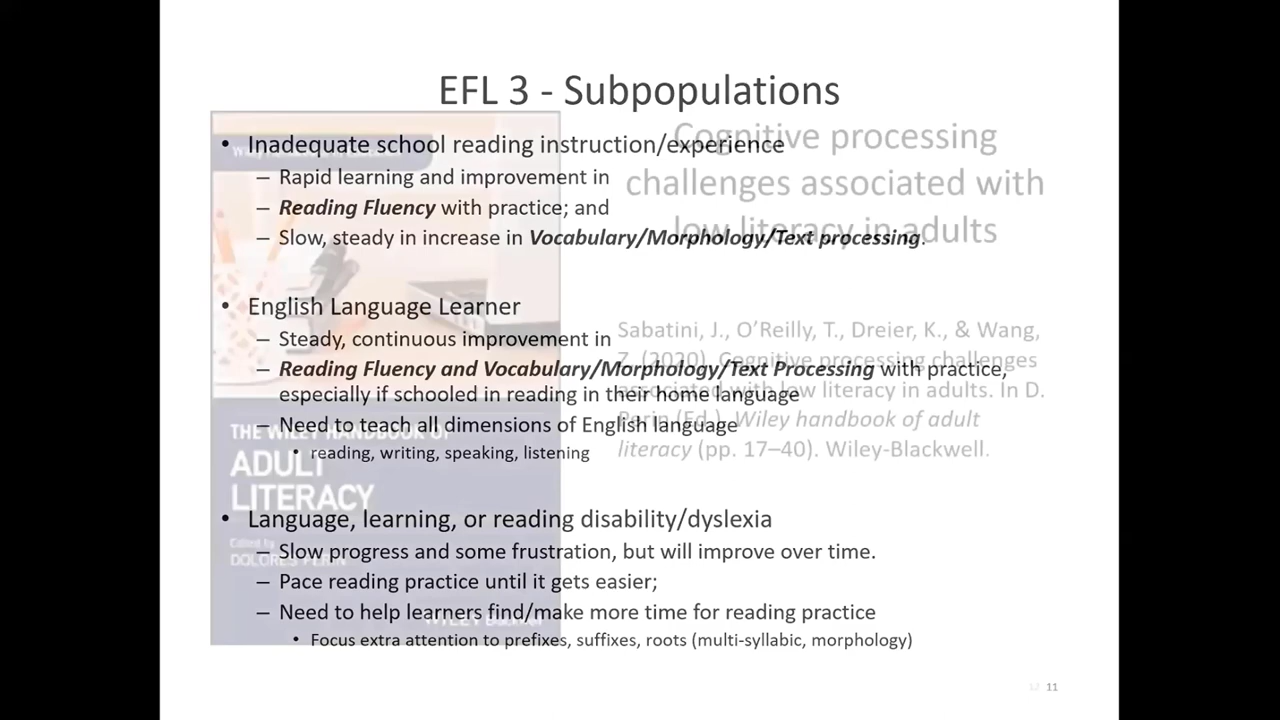 EFL 3 - Subpopulations
• Inadequate school reading instruction/experience
– Rapid learning and improvement in
– Reading Fluency with practice; and
– Slow, steady in increase in Vocabulary/Morphology/Text processing.
• English Language Learner
– Steady, continuous improvement in
– Reading Fluency and Vocabulary/Morphology/Text Processing with practice,
especially if schooled in reading in their home language
– Need to teach all dimensions of English language
• reading, writing, speaking, listening
• Language, learning, or reading disability/dyslexia
– Slow progress and some frustration, but will improve over time.
– Pace reading practice until it gets easier;
– Need to help learners find/make more time for reading practice
• Focus extra attention to prefixes, suffixes, roots (multi-syllabic, morphology)
Cognitive processing
challenges associated with
low literacy in adults
Sabatini, J., O'Reilly, T., Dreier, K., & Wang,
Z. (2020). Cognitive processing challenges
associated with low literacy in adults. In D.
Perin (Ed.), Wiley handbook of adult
literacy (pp. 17–40). Wiley-Blackwell.
THE WILEY HANDBOOK OF
ADULT
LITERACY
Edited by
DOLORES PERIN
11